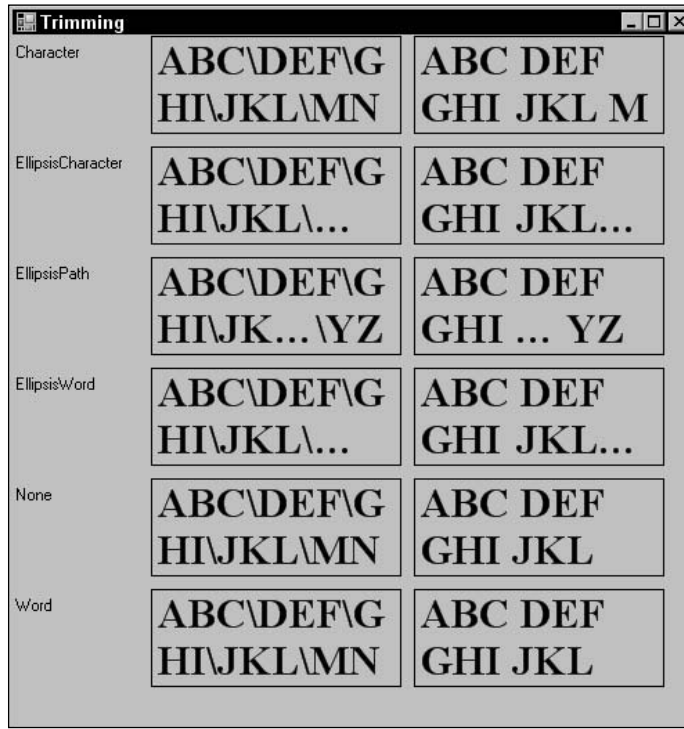 Trimming
Character
ABC\DEF\G
HI\JKL\MN
ABC DEF
GHI JKL M
EllipsisCharacter
ABC\DEF\G
HI\JKL\...
ABC DEF
GHI JKL...
EllipsisPath
ABC\DEF\G
HI\JK...\YZ
ABC DEF
GHI ... YZ
EllipsisWord
ABC\DEF\G
HI\JKL\...
ABC DEF
GHI JKL...
None
ABC\DEF\G
HI\JKL\MN
ABC DEF
GHI JKL
Word
ABC\DEF\G
HI\JKL\MN
ABC DEF
GHI JKL